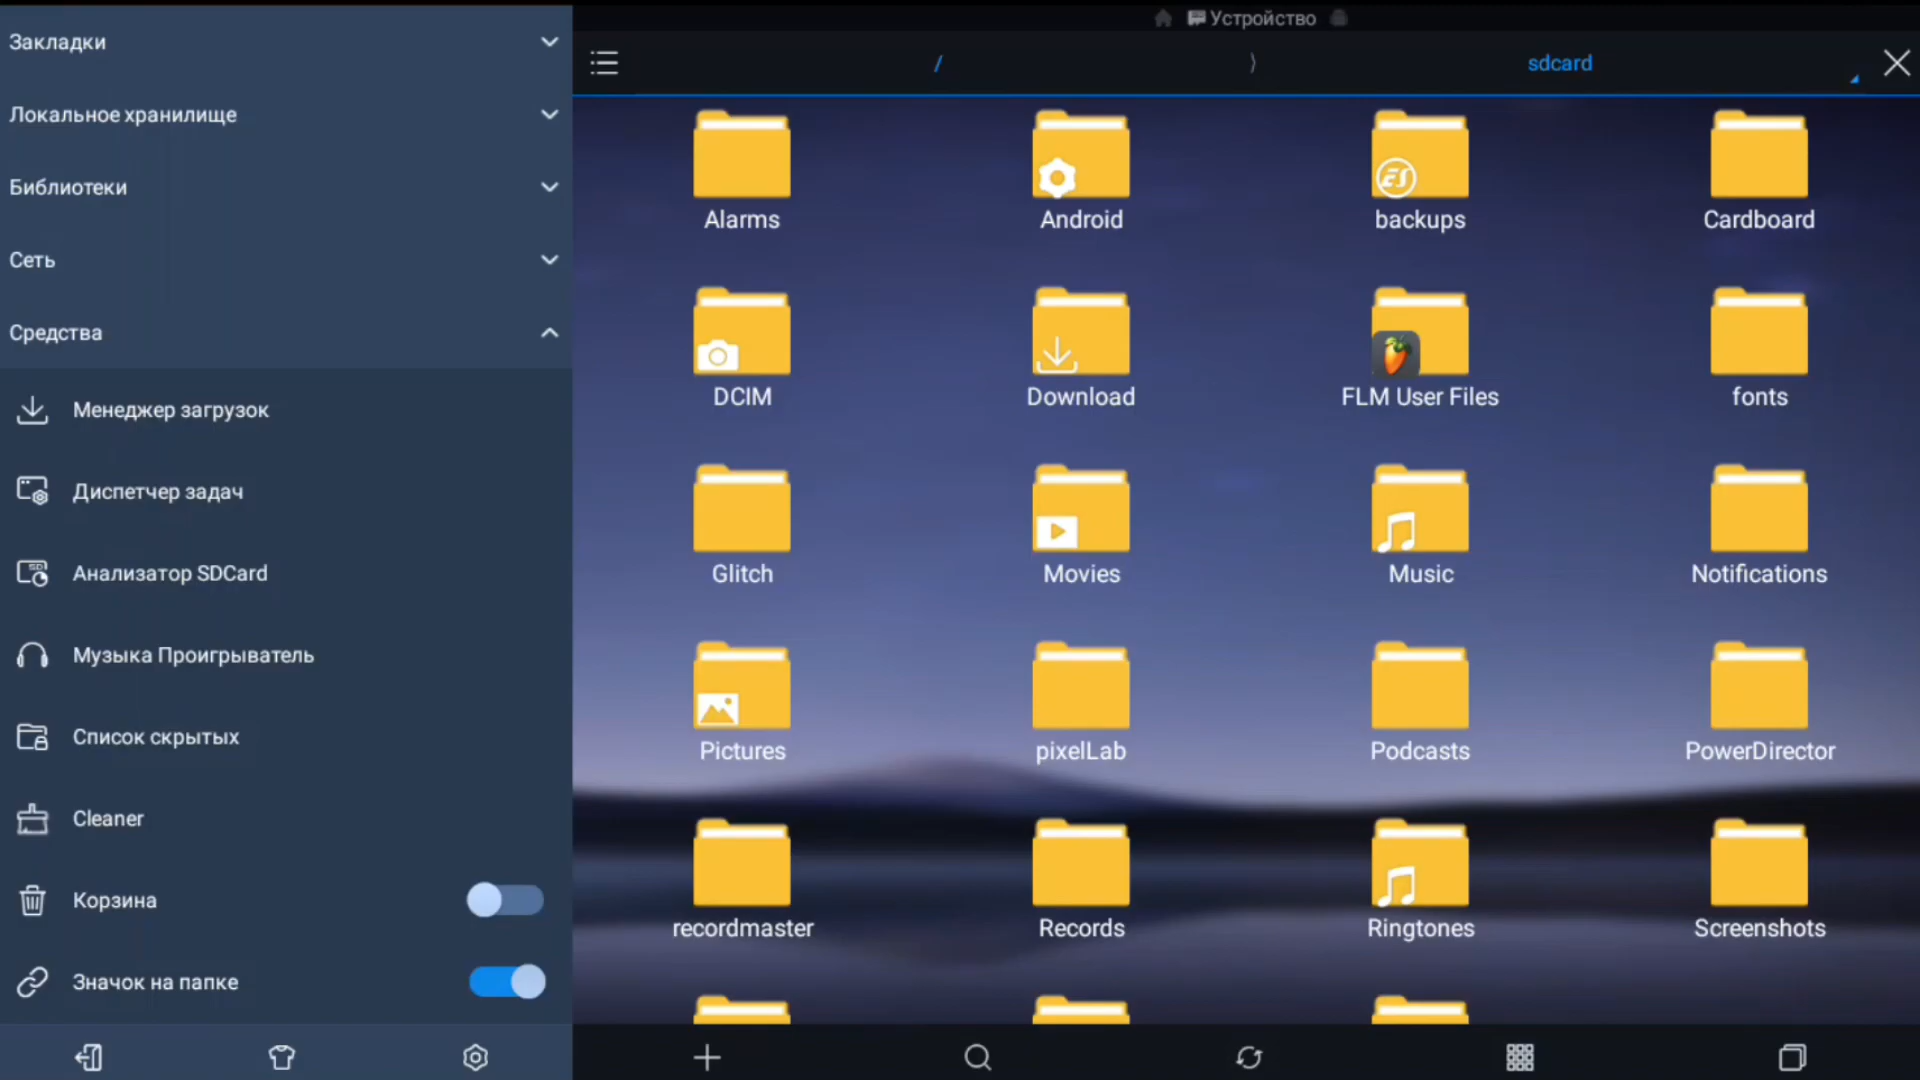 Закладки
Локальное хранилище
Библиотеки
Сеть
Средства
Менеджер загрузок
Диспетчер задач
SD
Анализатор SDCard
Музыка Проигрыватель
Список скрытых
Cleaner
Корзина
Значок на папке
Устройство
/ sdcard
Alarms Android ES backups Cardboard
DCIM Download FLM User Files fonts
Glitch Movies Music Notifications
Pictures pixelLab Podcasts PowerDirector
recordmaster Records Ringtones Screenshots